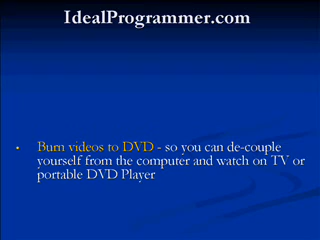 IdealProgrammer.com
• Burn videos to DVD - so you can de-couple
yourself from the computer and watch on TV or
portable DVD Player